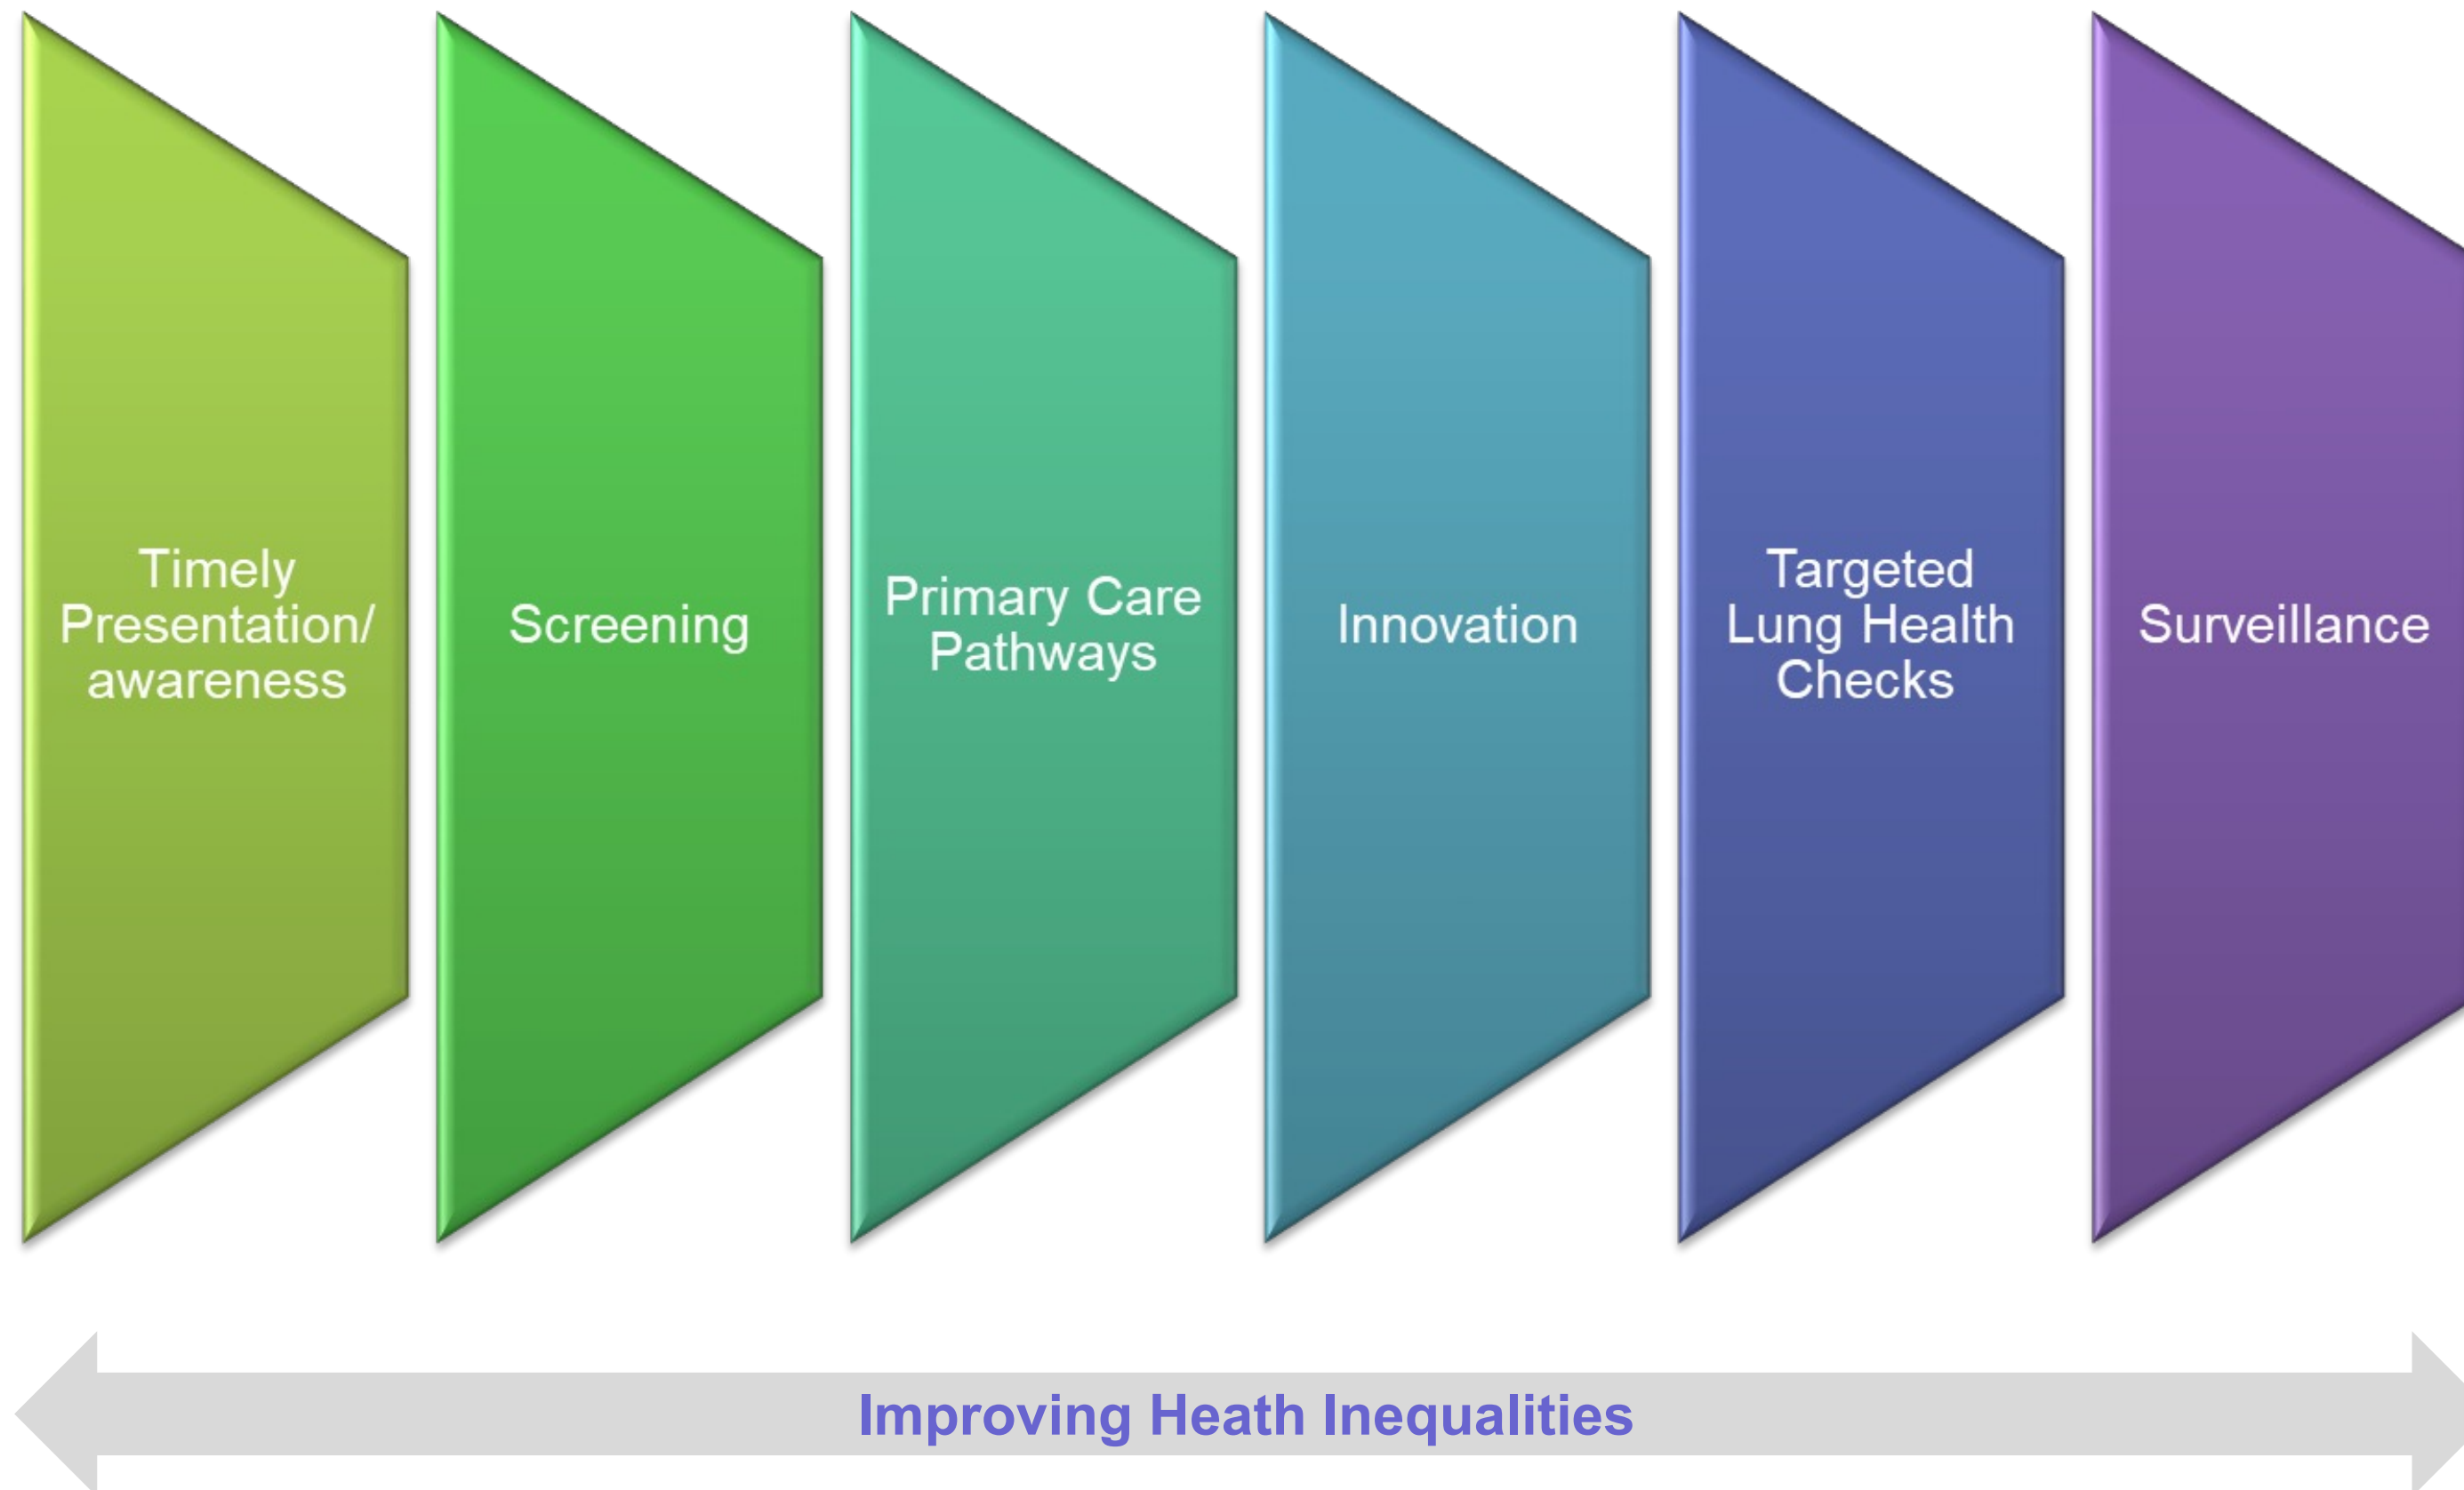 Timely
Presentation/
awareness
Screening
Primary Care
Pathways
Innovation
Targeted
Lung Health
Checks
Surveillance
Improving Heath Inequalities